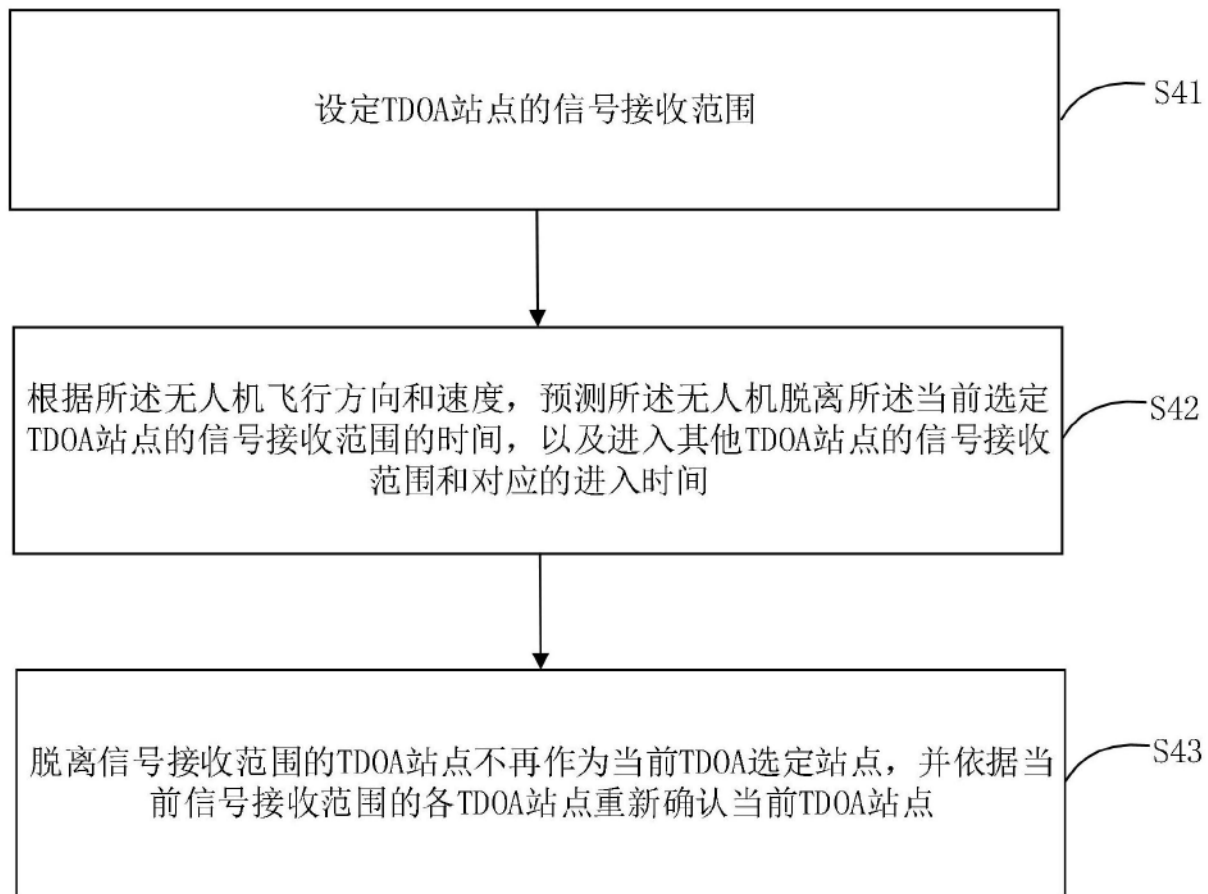 设定TDOA站点的信号接收范围
S41
根据所述无人机飞行方向和速度，预测所述无人机脱离所述当前选定
TDOA站点的信号接收范围的时间，以及进入其他TDOA站点的信号接收
范围和对应的进入时间
S42
脱离信号接收范围的TDOA站点不再作为当前TDOA选定站点，并依据当
前信号接收范围的各TDOA站点重新确认当前TDOA站点
S43